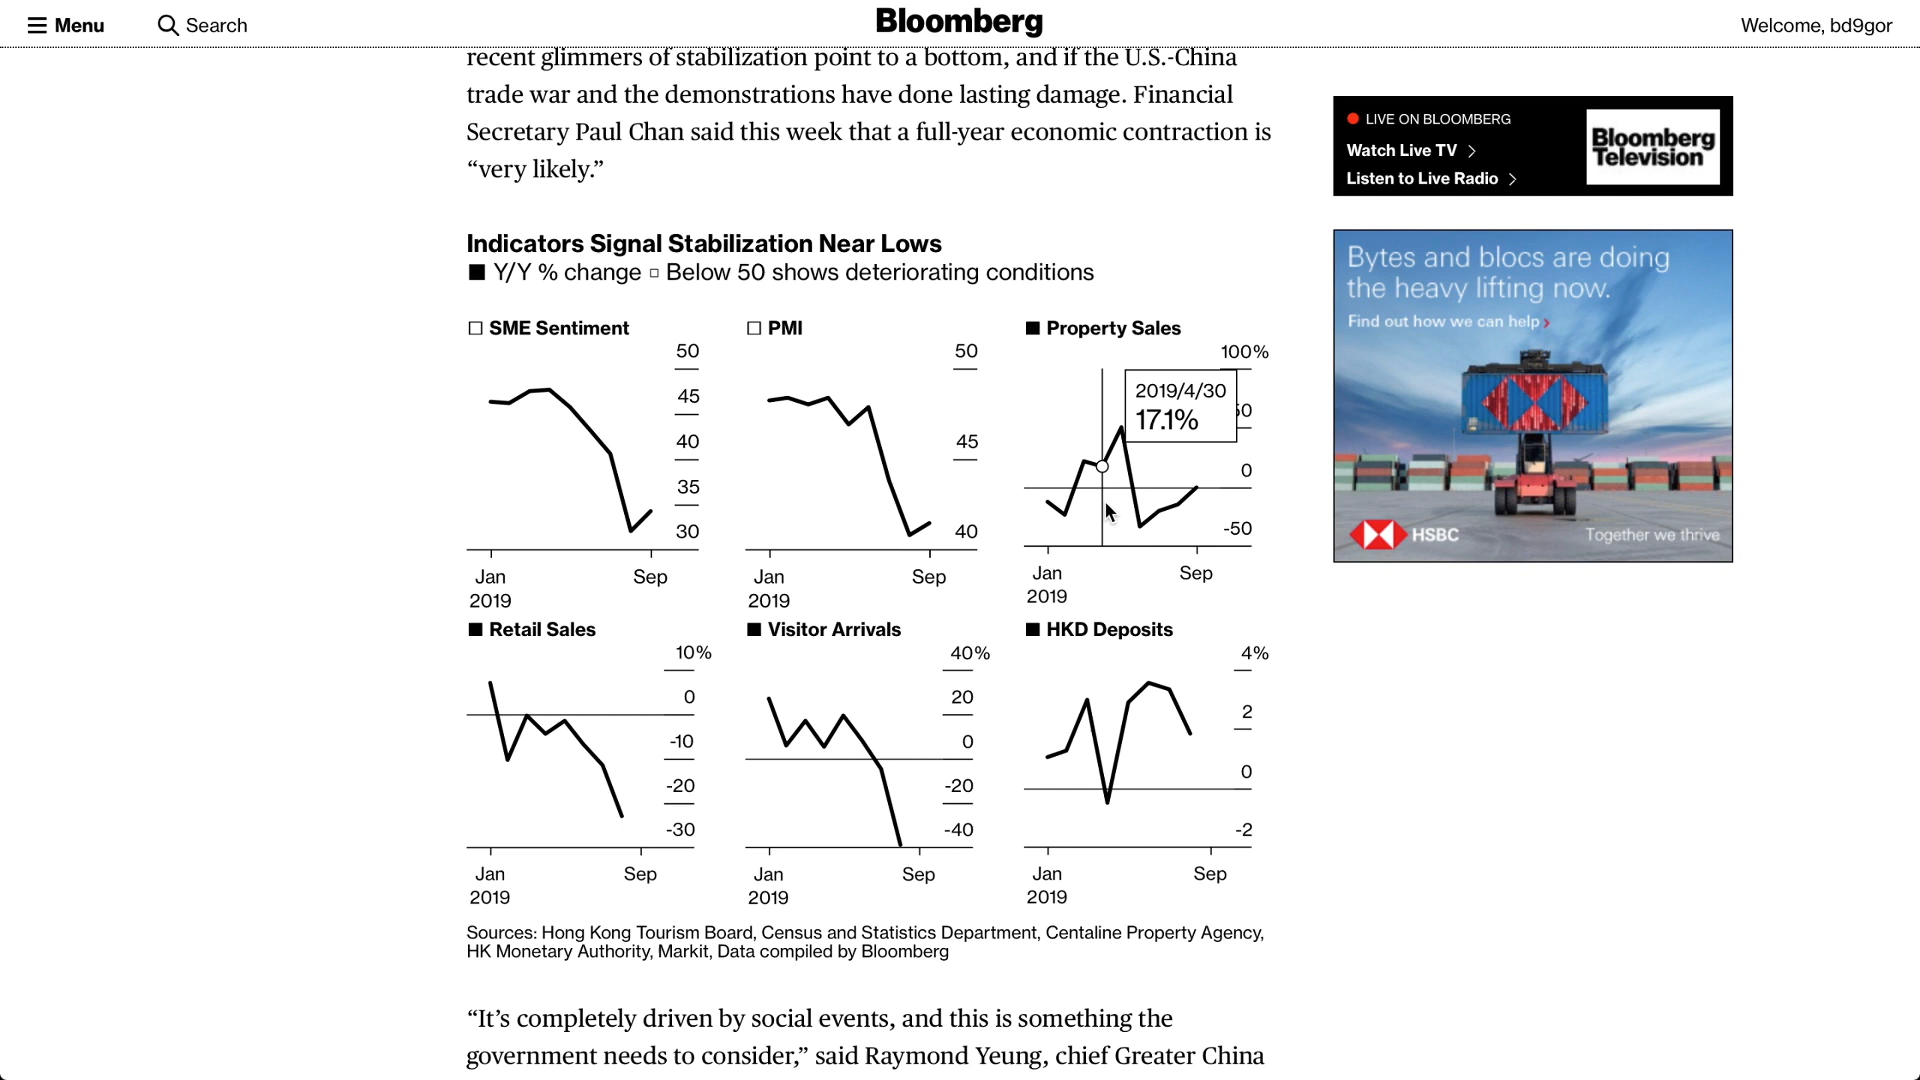 Menu
Search
Bloomberg
Welcome, bd9gor
recent glimmers of stabilization point to a bottom, and if the U.S.-China
trade war and the demonstrations have done lasting damage. Financial
Secretary Paul Chan said this week that a full-year economic contraction is
“very likely.”
LIVE ON BLOOMBERG
Watch Live TV
Listen to Live Radio
Bloomberg
Television
Bytes and blocs are doing
the heavy lifting now.
Find out how we can help
HSBC
Together we thrive
Indicators Signal Stabilization Near Lows
Y/Y % change Below 50 shows deteriorating conditions
SME Sentiment
50
45
40
35
30
Jan
2019
Sep
PMI
50
45
40
Jan
2019
Sep
Property Sales
100%
2019/4/30
17.1%
0
-50
Jan
2019
Sep
Retail Sales
10%
0
-10
-20
-30
Jan
2019
Sep
Visitor Arrivals
40%
20
0
-20
-40
Jan
2019
Sep
HKD Deposits
4%
2
0
-2
Jan
2019
Sep
Sources: Hong Kong Tourism Board, Census and Statistics Department, Centaline Property Agency,
HK Monetary Authority, Markit, Data compiled by Bloomberg
“It’s completely driven by social events, and this is something the
government needs to consider,” said Raymond Yeung, chief Greater China